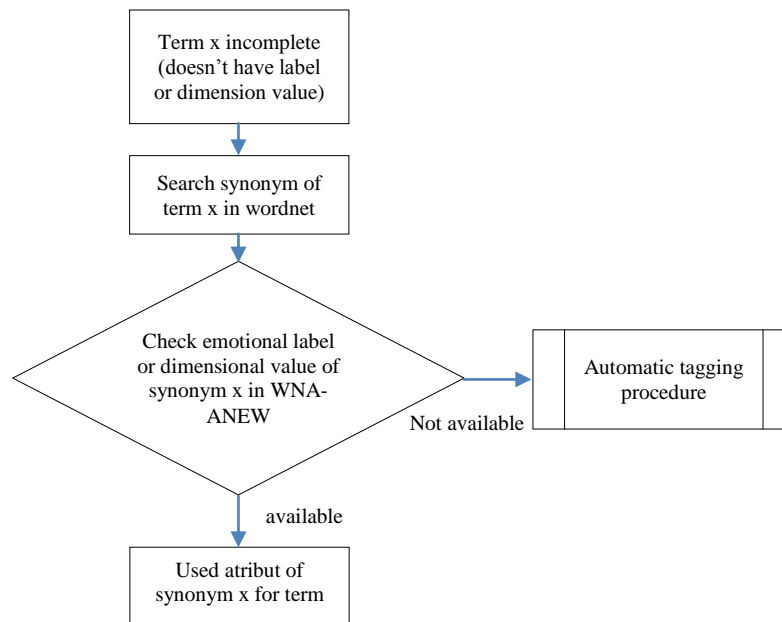 Term x incomplete
(doesn’t have label
or dimension value)
Search synonym of
term x in wordnet
Check emotional label
or dimensional value of
synonym x in WNA-
ANEW
Automatic tagging
procedure
Not available
available
Used atribut of
synonym x for term